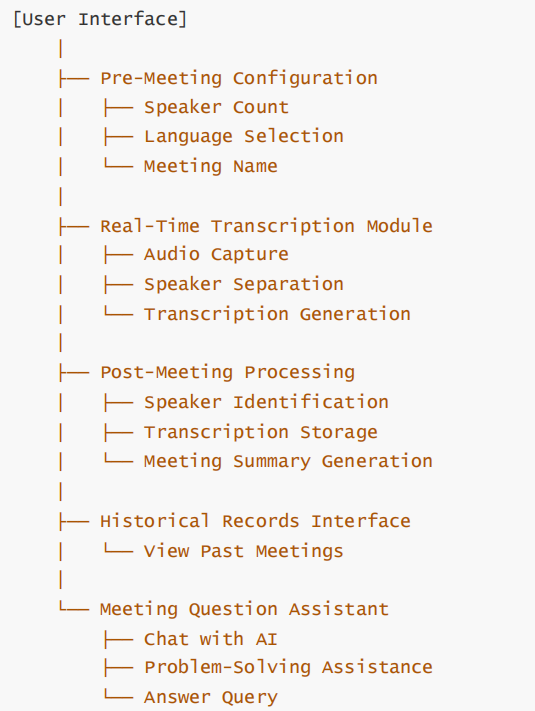 [User Interface]
Pre-Meeting Configuration
Speaker Count
Language Selection
Meeting Name
Real-Time Transcription Module
Audio Capture
Speaker Separation
Transcription Generation
Post-Meeting Processing
Speaker Identification
Transcription Storage
Meeting Summary Generation
Historical Records Interface
View Past Meetings
Meeting Question Assistant
Chat with AI
Problem-Solving Assistance
Answer Query